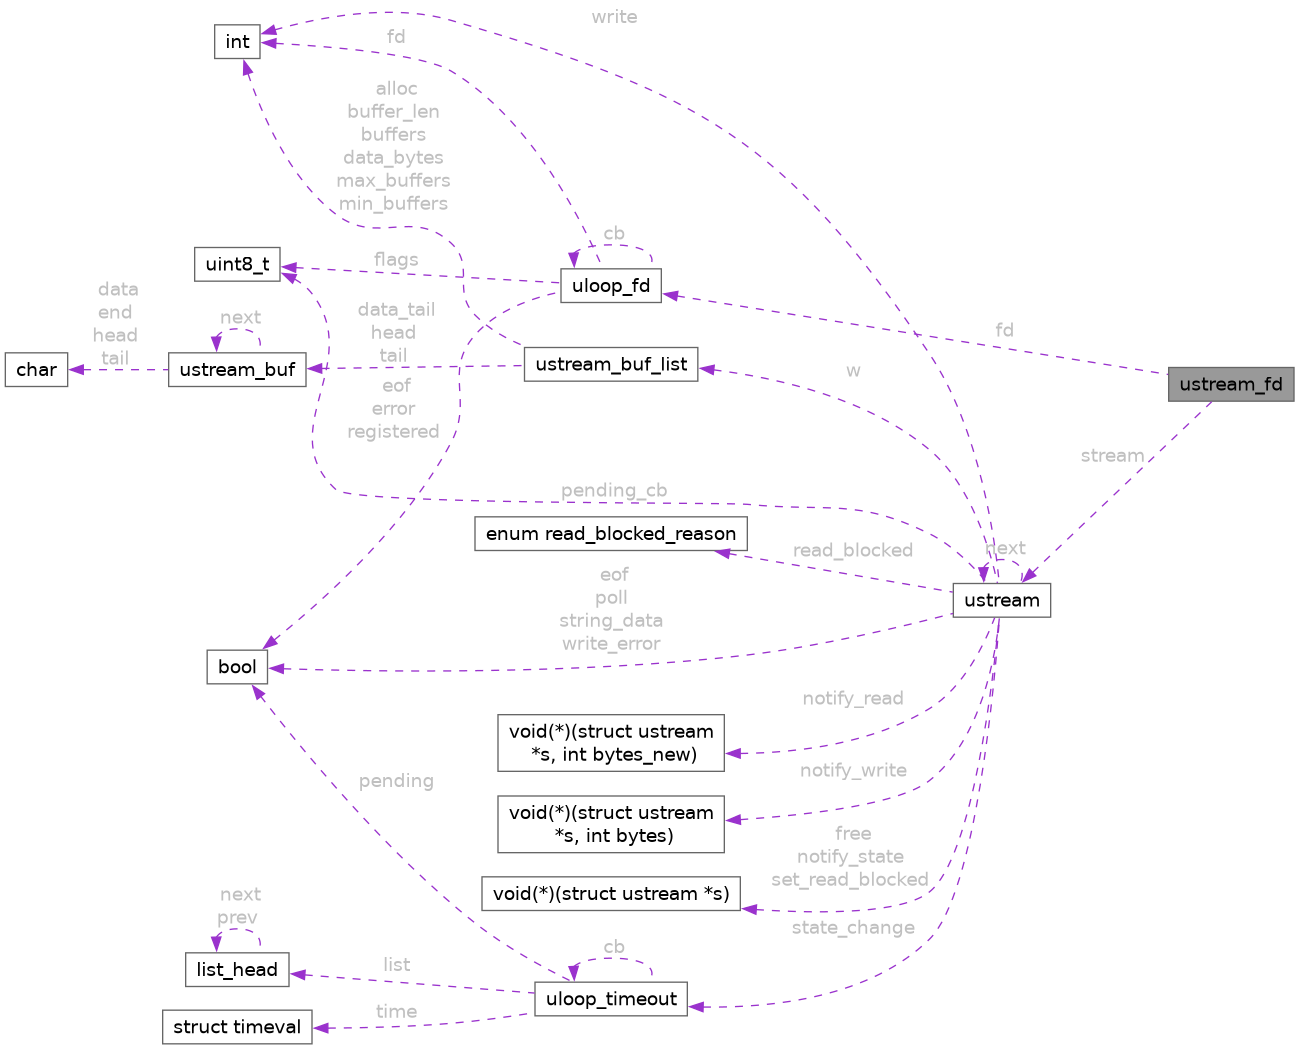 write
int
fd
alloc
buffer_len
buffers
data_bytes
max_buffers
min_buffers
cb
uint8_t
flags
uloop_fd
data
end
head
tail
next
data_tail
head
tail
fd
char
ustream_buf
ustream_buf_list
w
ustream_fd
eof
error
registered
stream
pending_cb
enum read_blocked_reason
read_blocked
next
eof
poll
string_data
write_error
ustream
bool
notify_read
void(*)(struct ustream
*s, int bytes_new)
pending
notify_write
void(*)(struct ustream
*s, int bytes)
free
notify_state
set_read_blocked
void(*)(struct ustream *s)
next
prev
state_change
cb
list_head
list
uloop_timeout
time
struct timeval